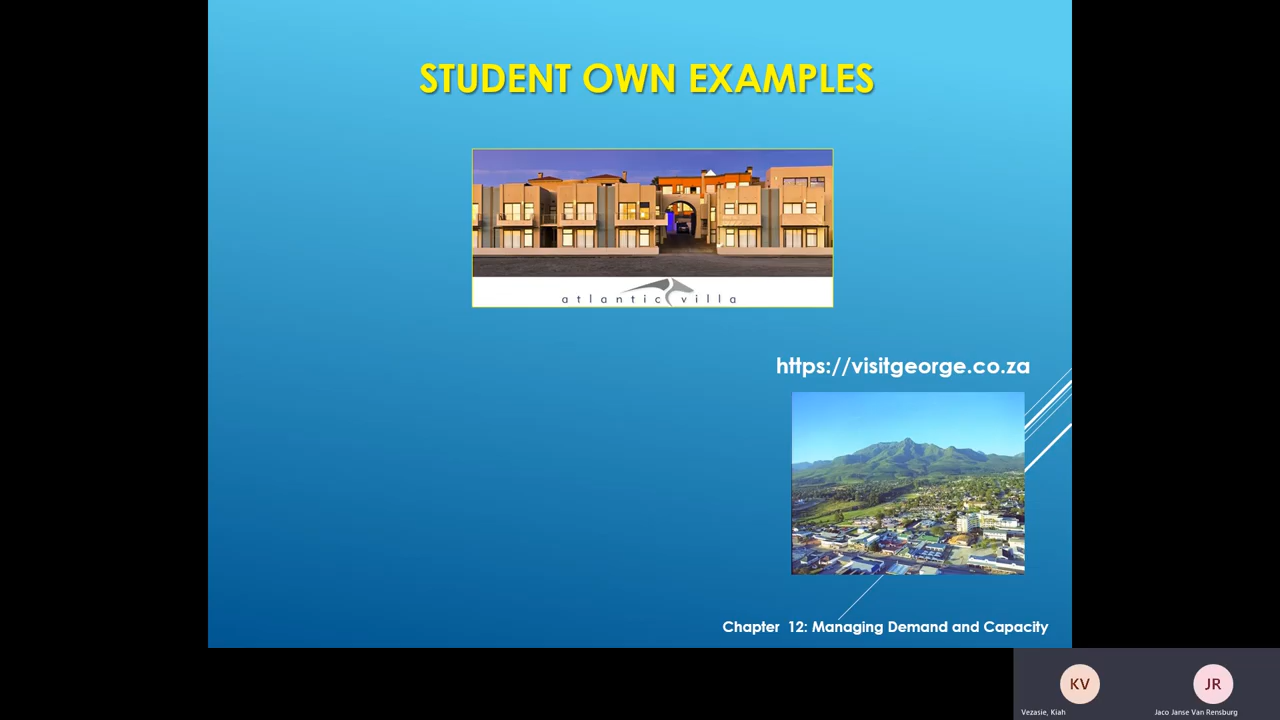 STUDENT OWN EXAMPLES
atlantic villa
https://visitgeorge.co.za
Chapter 12: Managing Demand and Capacity
KV
JR
Vezasie, Kiah
Jaco Janse Van Rensburg